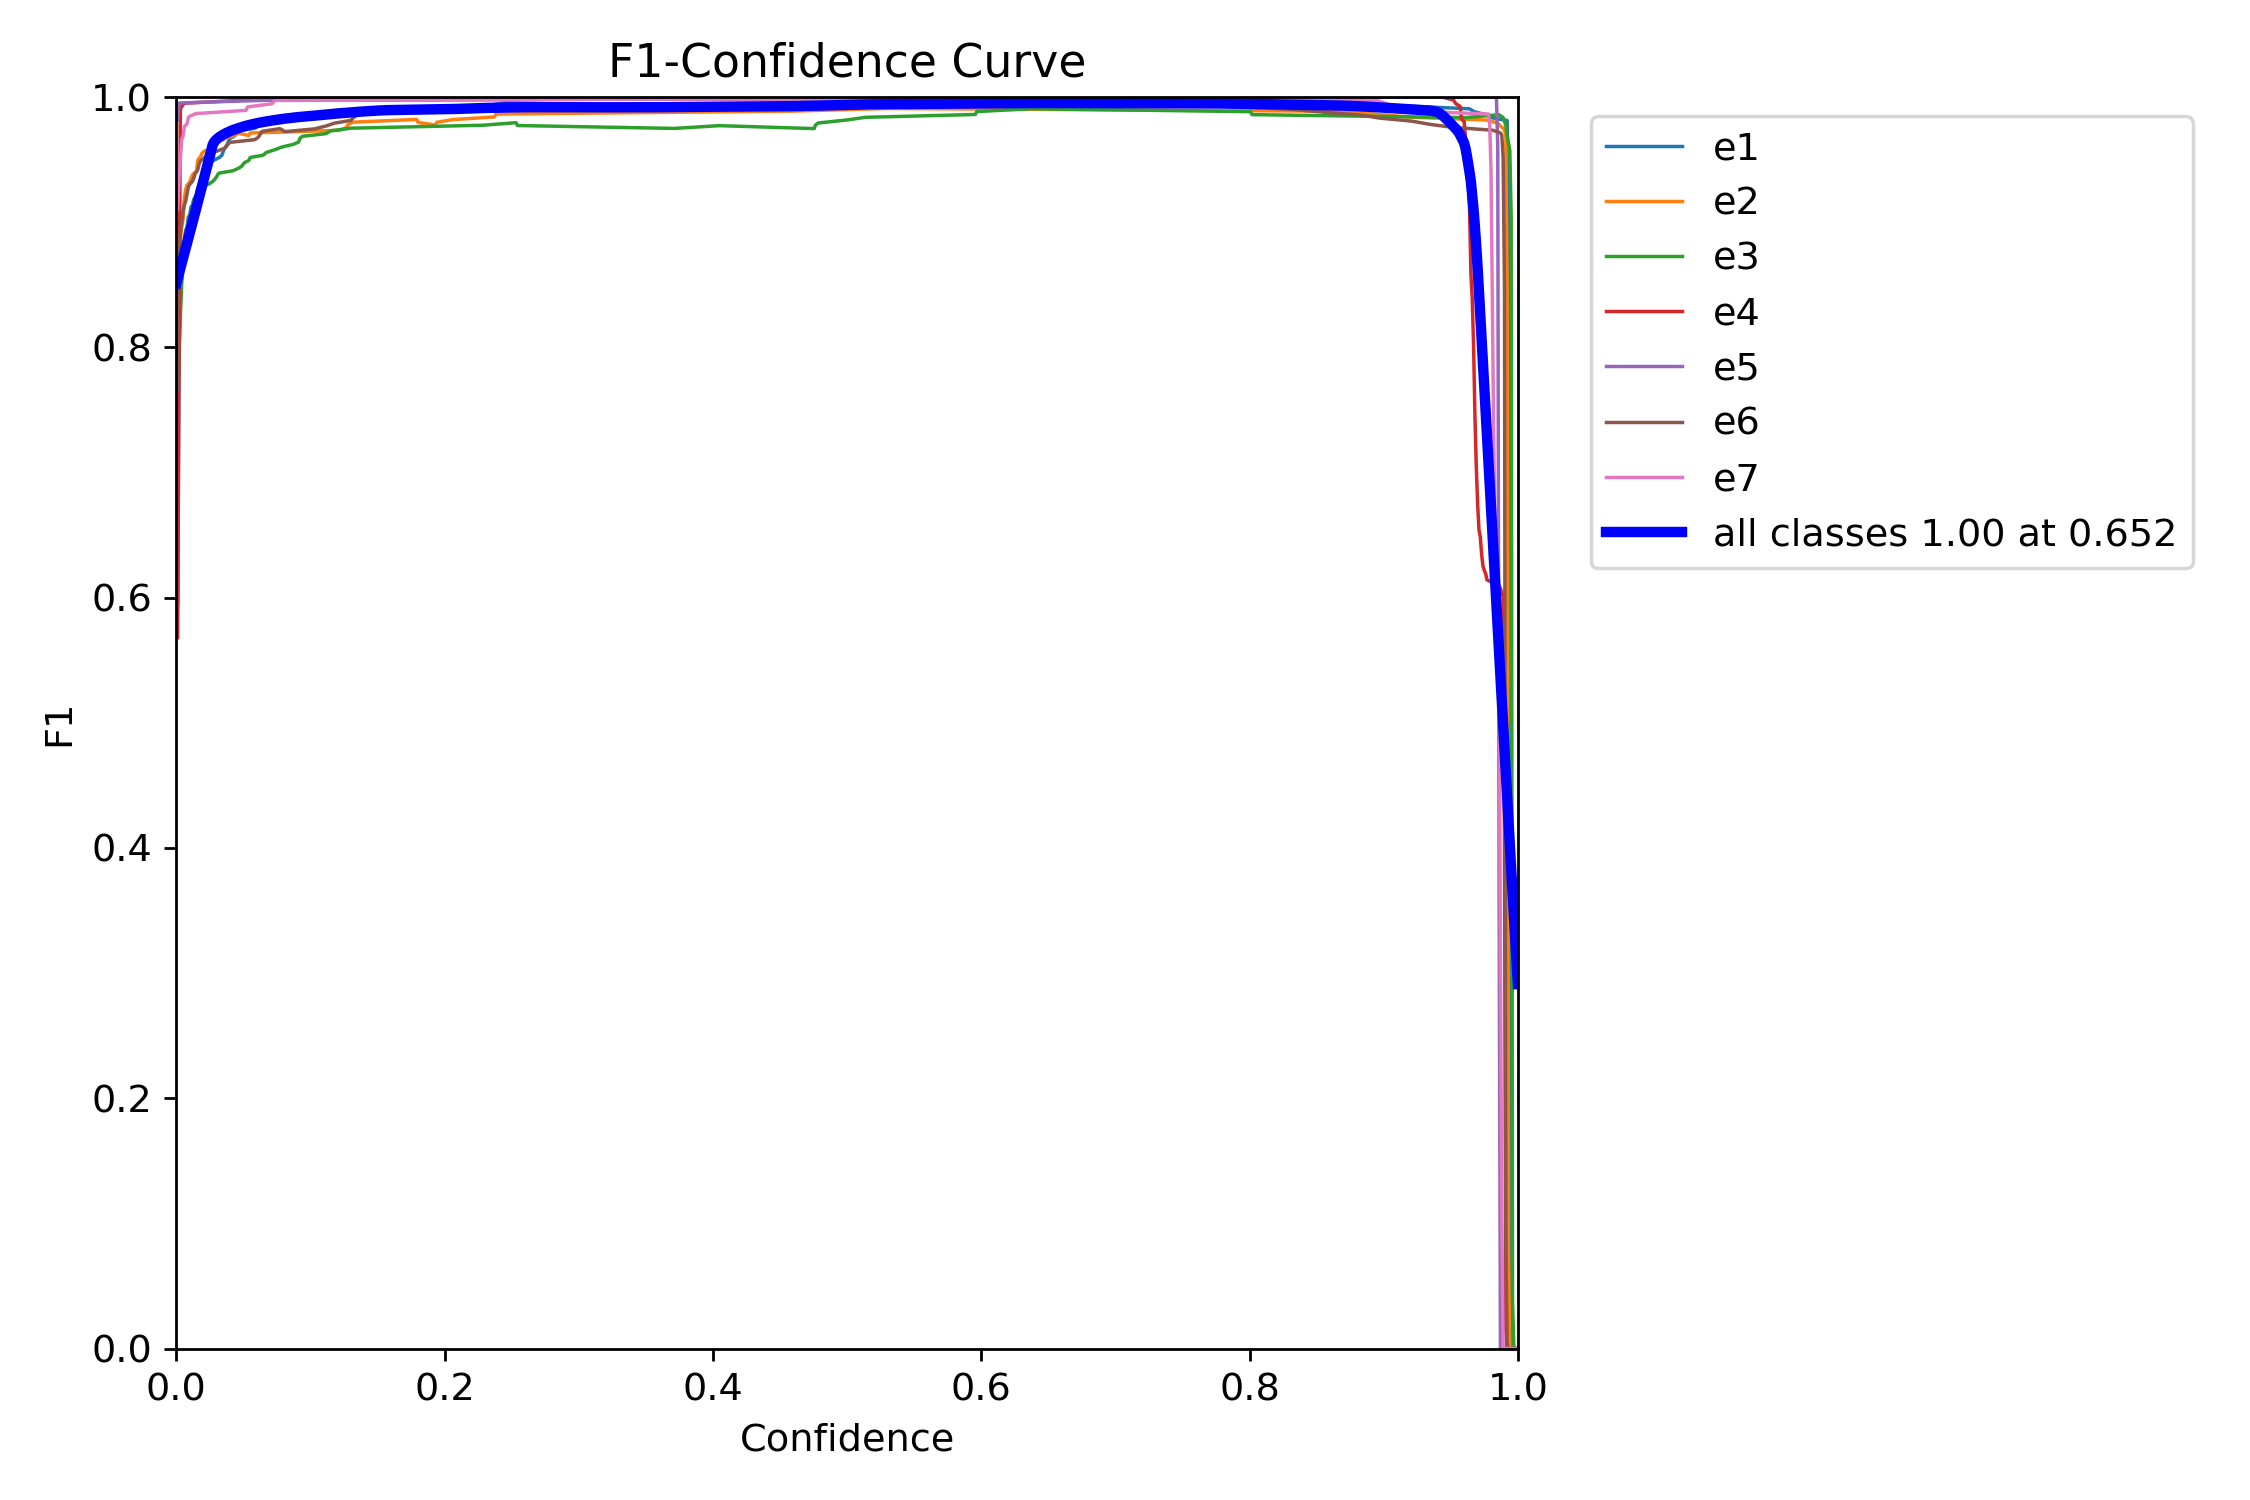 F1-Confidence Curve
1.0
0.8
0.6
0.4
0.2
0.0
F1
0.0 0.2 0.4 0.6 0.8 1.0
Confidence
e1
e2
e3
e4
e5
e6
e7
all classes 1.00 at 0.652